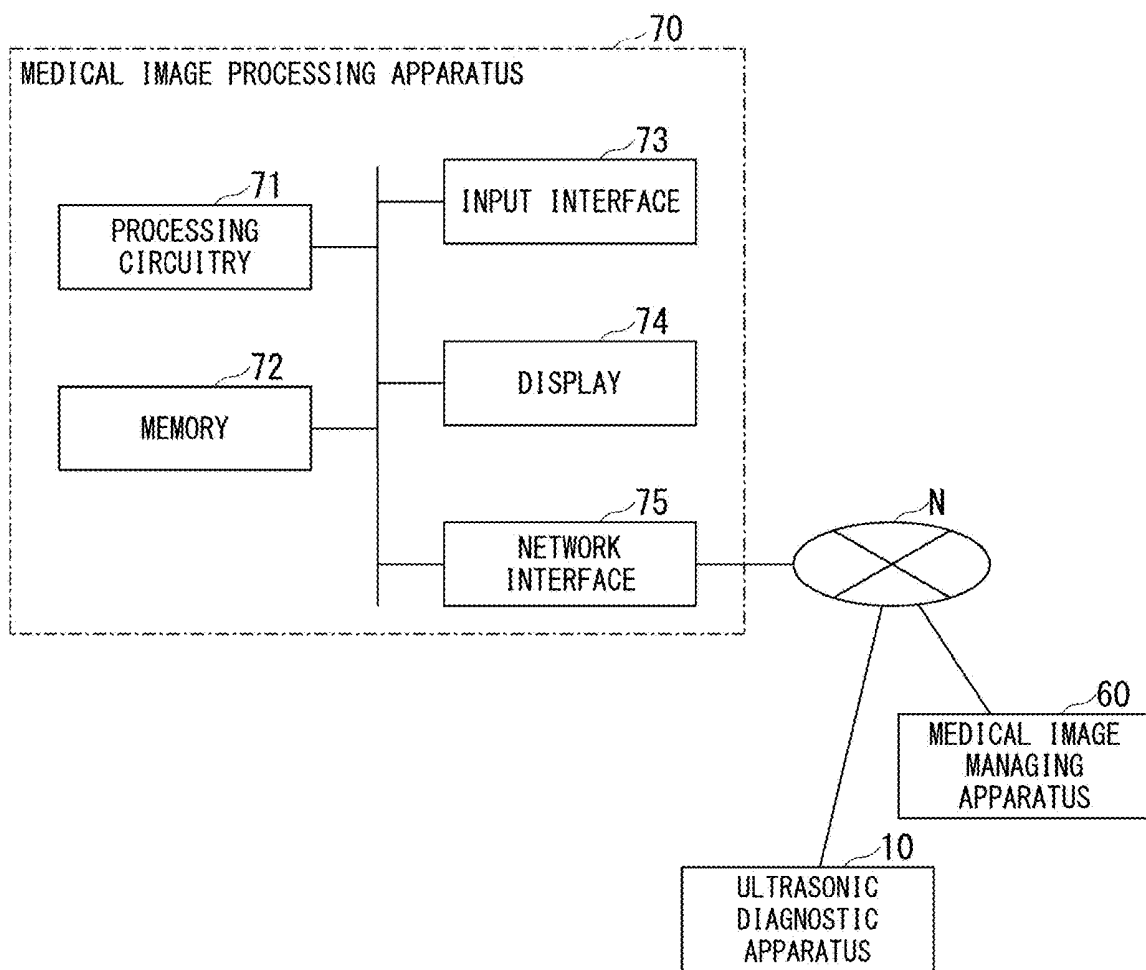 70
MEDICAL IMAGE PROCESSING APPARATUS
71
PROCESSING
CIRCUITRY
72
MEMORY
73
INPUT INTERFACE
74
DISPLAY
75
NETWORK
INTERFACE
N
60
MEDICAL IMAGE
MANAGING
APPARATUS
10
ULTRASONIC
DIAGNOSTIC
APPARATUS